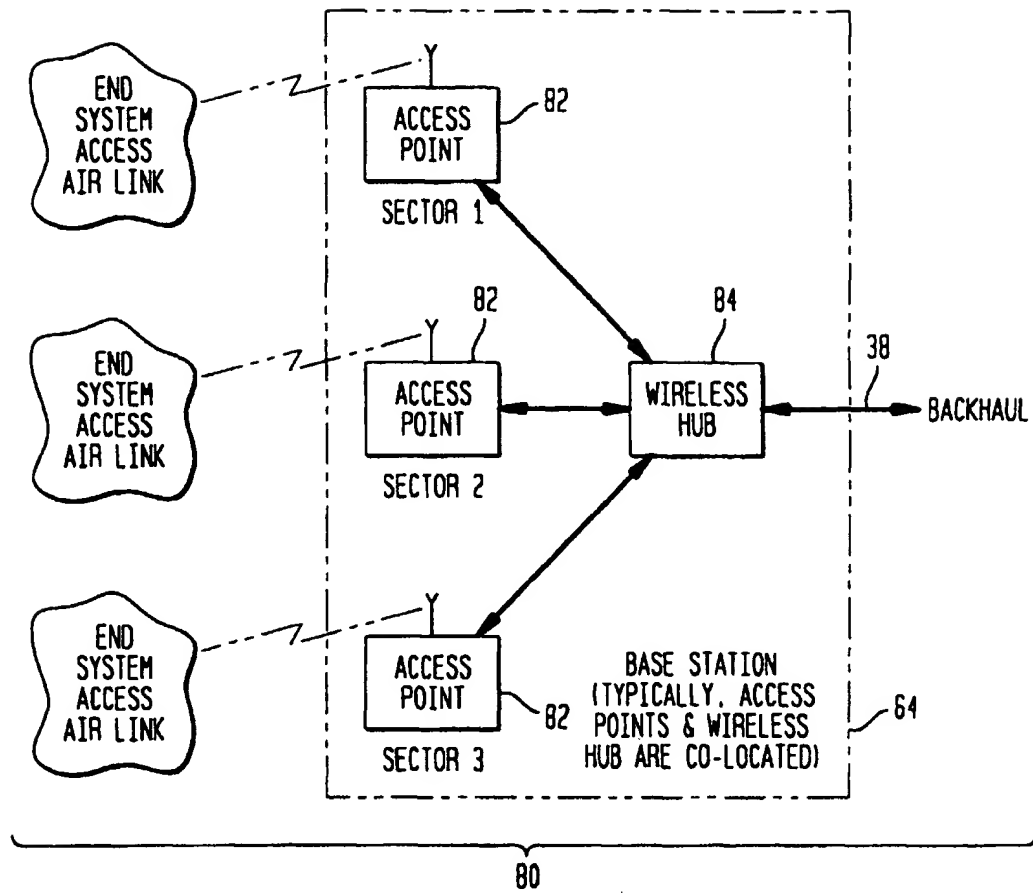 END
SYSTEM
ACCESS
AIR LINK
ACCESS
POINT
82
SECTOR 1
END
SYSTEM
ACCESS
AIR LINK
82
ACCESS
POINT
SECTOR 2
84
WIRELESS
HUB
38
BACKHAUL
END
SYSTEM
ACCESS
AIR LINK
ACCESS
POINT
82
SECTOR 3
BASE STATION
(TYPICALLY, ACCESS
POINTS & WIRELESS
HUB ARE CO-LOCATED)
64
80